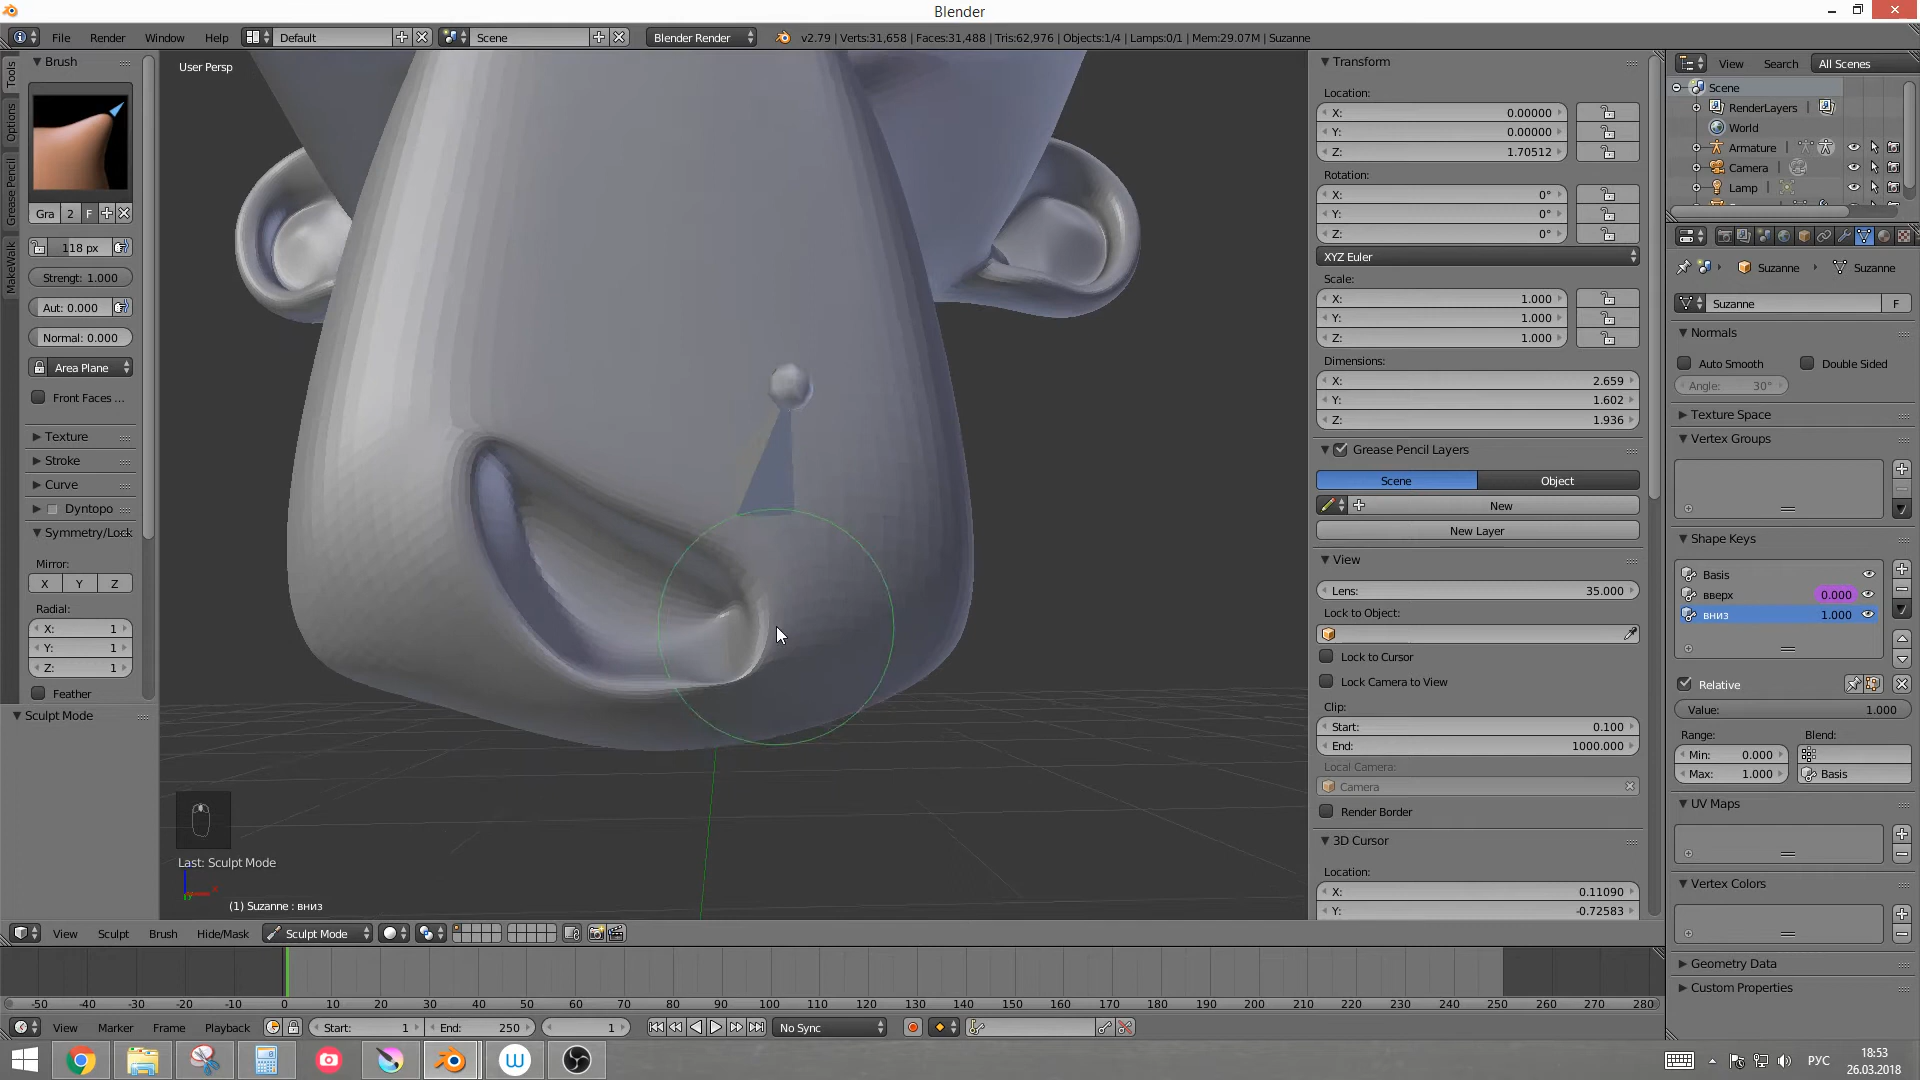 Blender
File Render Window Help Default Scene Blender Render v2.79 | Verts:31,658 | Faces:31,488 | Tris:62,976 | Objects:1/4 | Lamps:0/1 | Mem:29.07M | Suzanne
Tools
Options
Grease Pencil
MakeWalk
Brush
Gra 2 F
118 px
Strengt: 1.000
Aut: 0.000
Normal: 0.000
Area Plane
Front Faces ...
Texture
Stroke
Curve
Dyntopo
Symmetry/Lock
Mirror:
X Y Z
Radial:
X: 1
Y: 1
Z: 1
Feather
Sculpt Mode
User Persp
Last: Sculpt Mode
(1) Suzanne : вниз
Transform
Location:
X: 0.00000
Y: 0.00000
Z: 1.70512
Rotation:
X: 0°
Y: 0°
Z: 0°
XYZ Euler
Scale:
X: 1.000
Y: 1.000
Z: 1.000
Dimensions:
X: 2.659
Y: 1.602
Z: 1.936
Grease Pencil Layers
Scene Object
New
New Layer
View
Lens: 35.000
Lock to Object:
Lock to Cursor
Lock Camera to View
Clip:
Start: 0.100
End: 1000.000
Local Camera:
Camera
Render Border
3D Cursor
Location:
X: 0.11090
Y: -0.72583
View Search All Scenes
Scene
RenderLayers
World
Armature
Camera
Lamp
Suzanne Suzanne
Suzanne F
Normals
Auto Smooth Double Sided
Angle: 30°
Texture Space
Vertex Groups
Shape Keys
Basis
вверх 0.000
вниз 1.000
Relative
Value: 1.000
Range: Blend:
Min: 0.000
Max: 1.000 Basis
UV Maps
Vertex Colors
Geometry Data
Custom Properties
View Sculpt Brush Hide/Mask Sculpt Mode
-50 -40 -30 -20 -10 0 10 20 30 40 50 60 70 80 90 100 110 120 130 140 150 160 170 180 190 200 210 220 230 240 250 260 270 280
View Marker Frame Playback Start: 1 End: 250 1 No Sync
РУС
18:53
26.03.2018